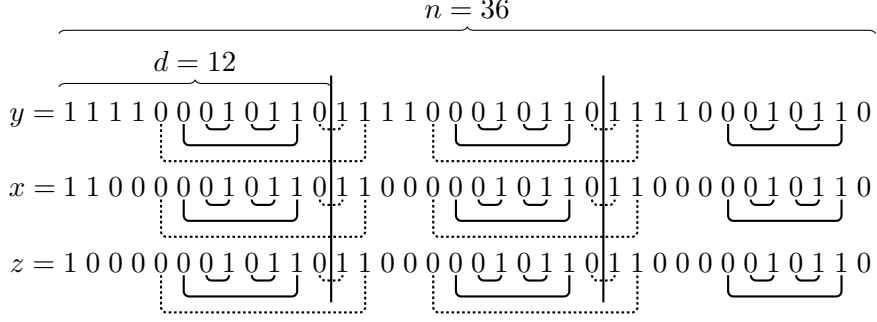 n = 36
d = 12
y = 1 1 1 1 0 0 0 1 0 1 1 0 1 1 1 1 0 0 0 1 0 1 1 0 1 1 1 1 0 0 0 1 0 1 1 0
x = 1 1 0 0 0 0 0 1 0 1 1 0 1 1 0 0 0 0 0 1 0 1 1 0 1 1 0 0 0 0 0 1 0 1 1 0
z = 1 0 0 0 0 0 0 1 0 1 1 0 1 1 0 0 0 0 0 1 0 1 1 0 1 1 0 0 0 0 0 1 0 1 1 0